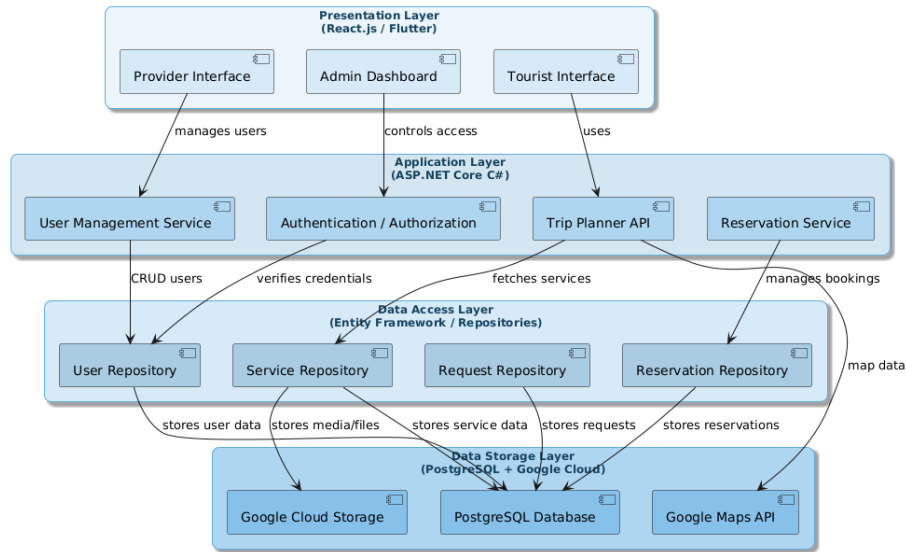 Presentation Layer
(React.js / Flutter)
Provider Interface
Admin Dashboard
Tourist Interface
manages users
controls access
uses
Application Layer
(ASP.NET Core C#)
User Management Service
Authentication / Authorization
Trip Planner API
Reservation Service
CRUD users
verifies credentials
fetches services
manages bookings
Data Access Layer
(Entity Framework / Repositories)
User Repository
Service Repository
Request Repository
Reservation Repository
map data
stores user data
stores media/files
stores service data
stores requests
stores reservations
Data Storage Layer
(PostgreSQL + Google Cloud)
Google Cloud Storage
PostgreSQL Database
Google Maps API